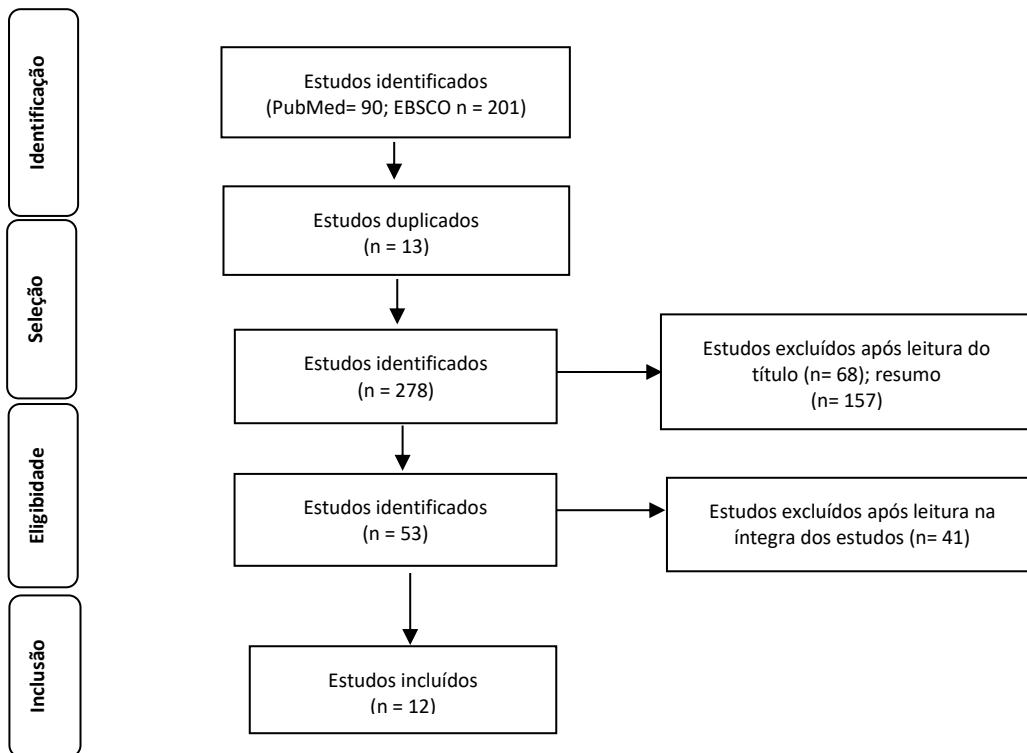 Identificação
Estudos identificados
(PubMed= 90; EBSCO n = 201)
Estudos duplicados
(n = 13)
Seleção
Estudos identificados
(n = 278)
Estudos excluídos após leitura do
título (n= 68); resumo
(n= 157)
Eligibidade
Estudos identificados
(n = 53)
Estudos excluídos após leitura na
íntegra dos estudos (n= 41)
Inclusão
Estudos incluídos
(n = 12)